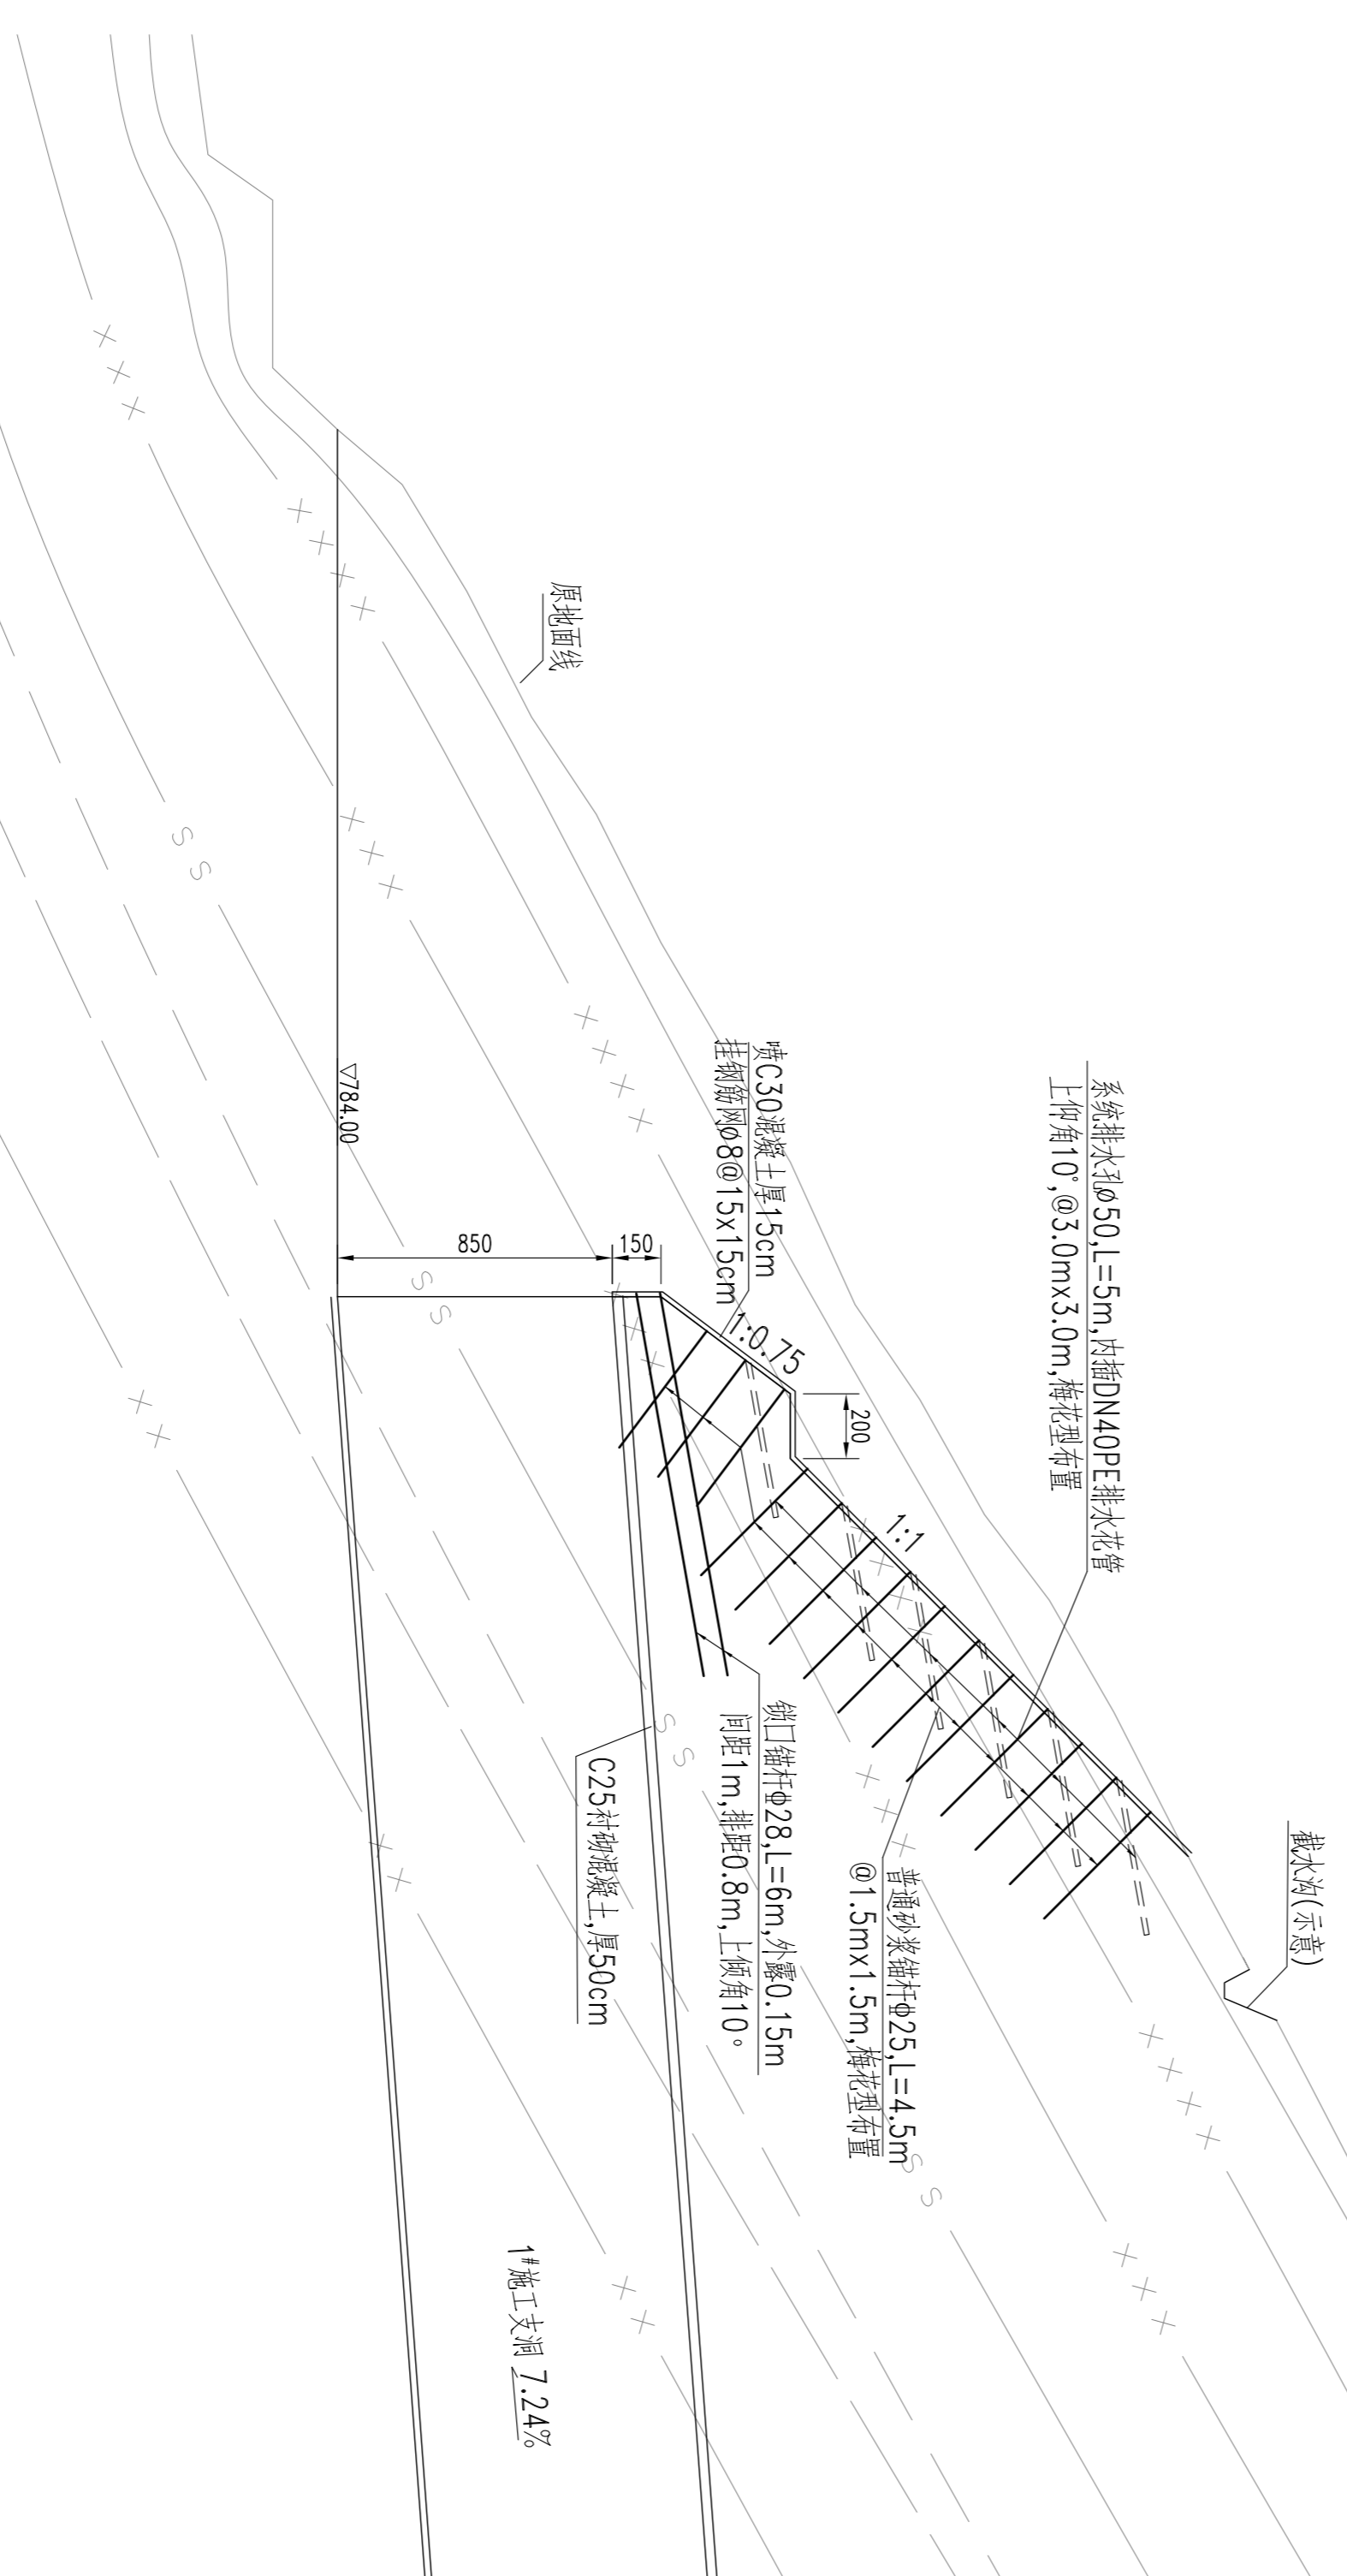 截水沟(示意)
系统排水孔ø50,L=5m,内插DN40PE排水花管
上仰角10°,@3.0mx3.0m,梅花型布置
1:1
普通砂浆锚杆φ25,L=4.5m
@1.5mx1.5m,梅花型布置
200
喷C30混凝土厚15cm
挂钢筋网ø8@15x15cm
1:0.75
锁口锚杆φ28,L=6m,外露0.15m
间距1m,排距0.8m,上倾角10°
150
850
C25衬砌混凝土,厚50cm
原地面线
1#施工支洞 7.24%
▽784.00